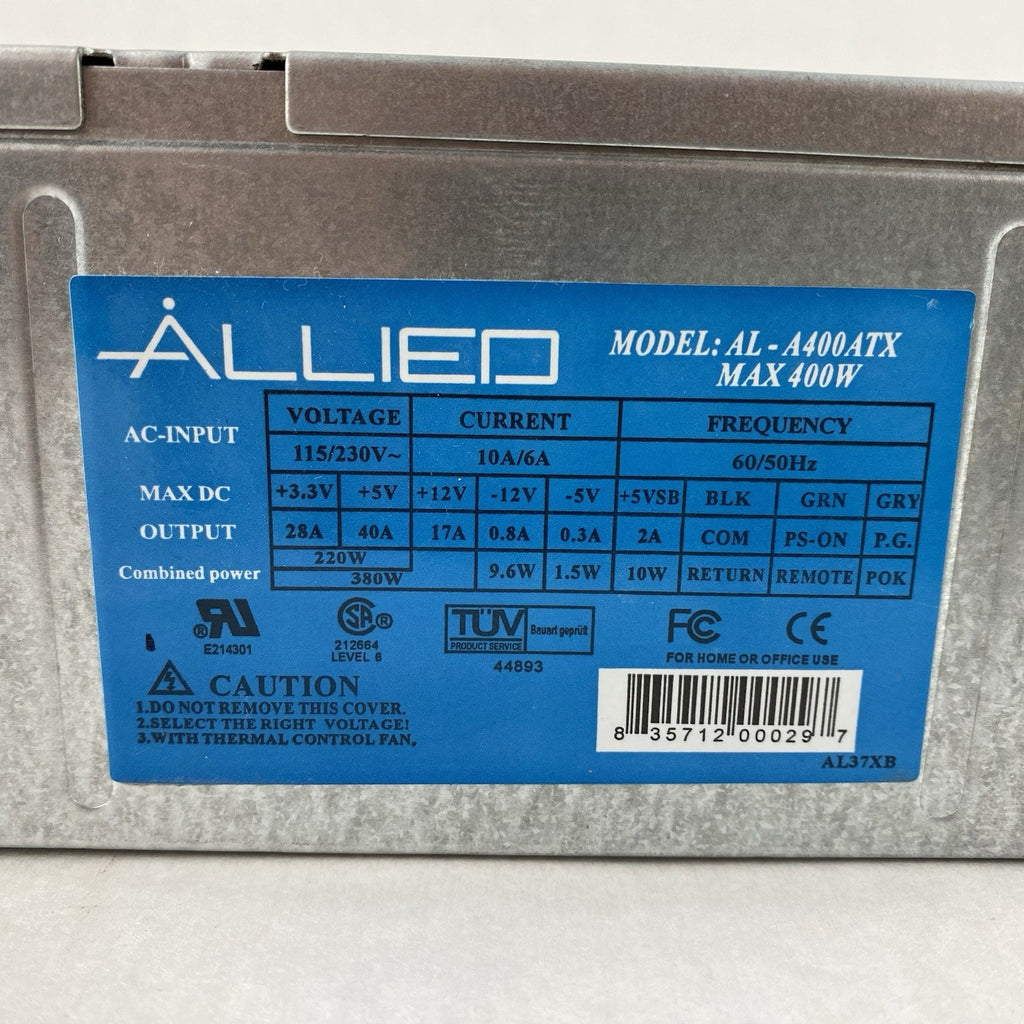 ALLIED
MODEL: AL - A400ATX
MAX 400W
AC-INPUT
VOLTAGE CURRENT FREQUENCY
115/230V~ 10A/6A 60/50Hz
MAX DC +3.3V +5V +12V -12V -5V +5VSB BLK GRN GRY
OUTPUT 28A 40A 17A 0.8A 0.3A 2A COM PS-ON P.G.
Combined power 220W 9.6W 1.5W 10W RETURN REMOTE POK
380W
® RU SA ® TÜV Bauart geprüft FC CE
PRODUCT SERVICE
E214301 212664 44893 FOR HOME OR OFFICE USE
LEVEL 6
CAUTION
1.DO NOT REMOVE THIS COVER.
2.SELECT THE RIGHT VOLTAGE!
3.WITH THERMAL CONTROL FAN,
8 35712 00029 7
AL37XB